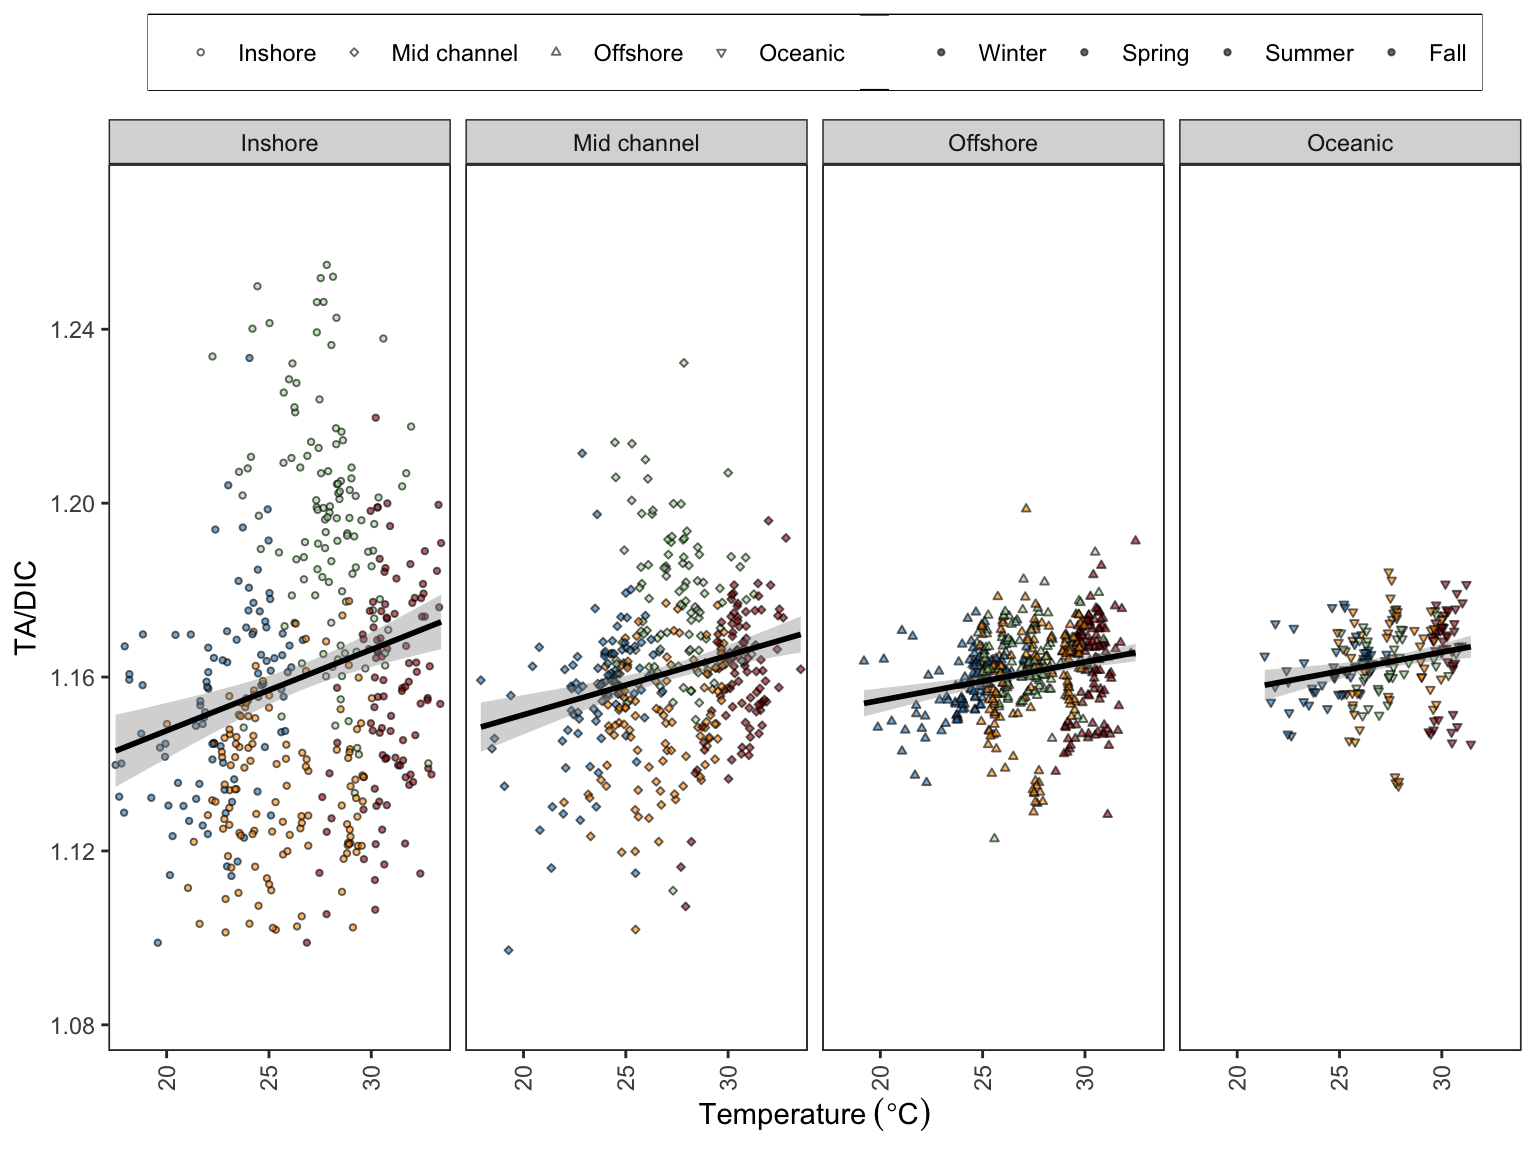 Inshore Mid channel Offshore Oceanic Winter Spring Summer Fall
Inshore Mid channel Offshore Oceanic
TA/DIC
1.24
1.20
1.16
1.12
1.08
20 25 30 20 25 30 20 25 30 20 25 30
Temperature (°C)